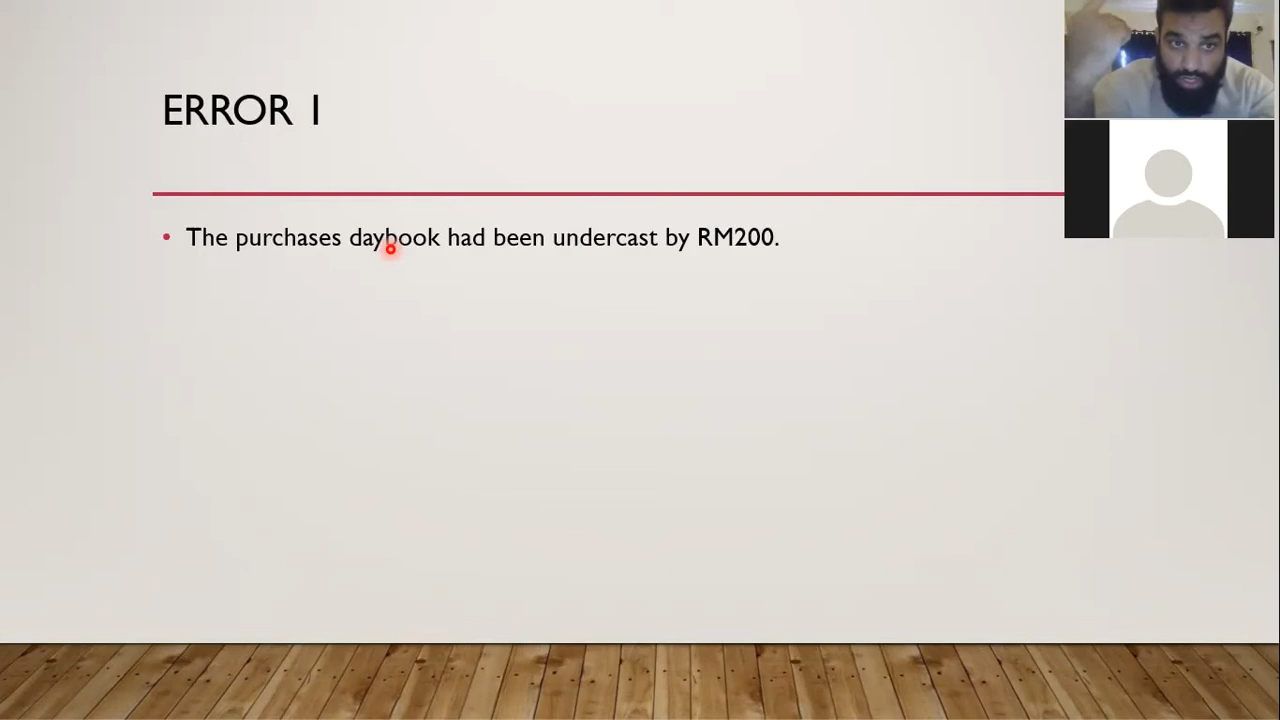 ERROR 1
• The purchases daybook had been undercast by RM200.